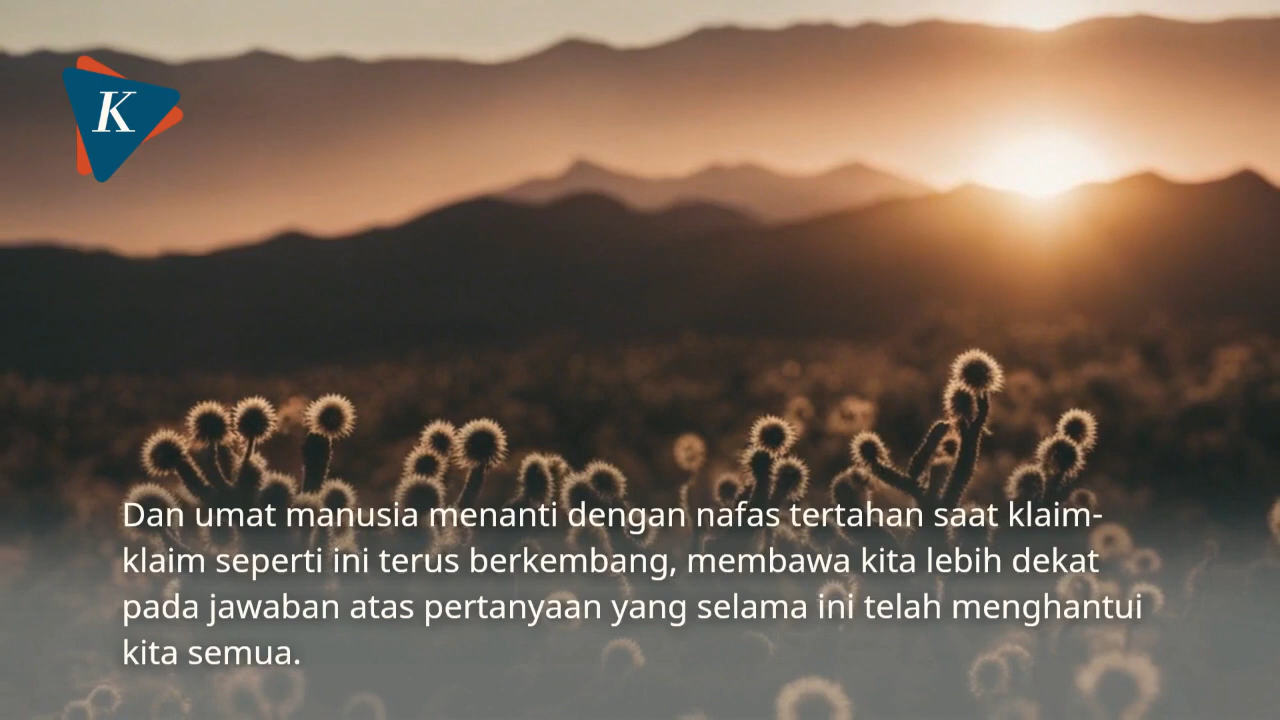 K
Dan umat manusia menanti dengan nafas tertahan saat klaim-
klaim seperti ini terus berkembang, membawa kita lebih dekat
pada jawaban atas pertanyaan yang selama ini telah menghantui
kita semua.